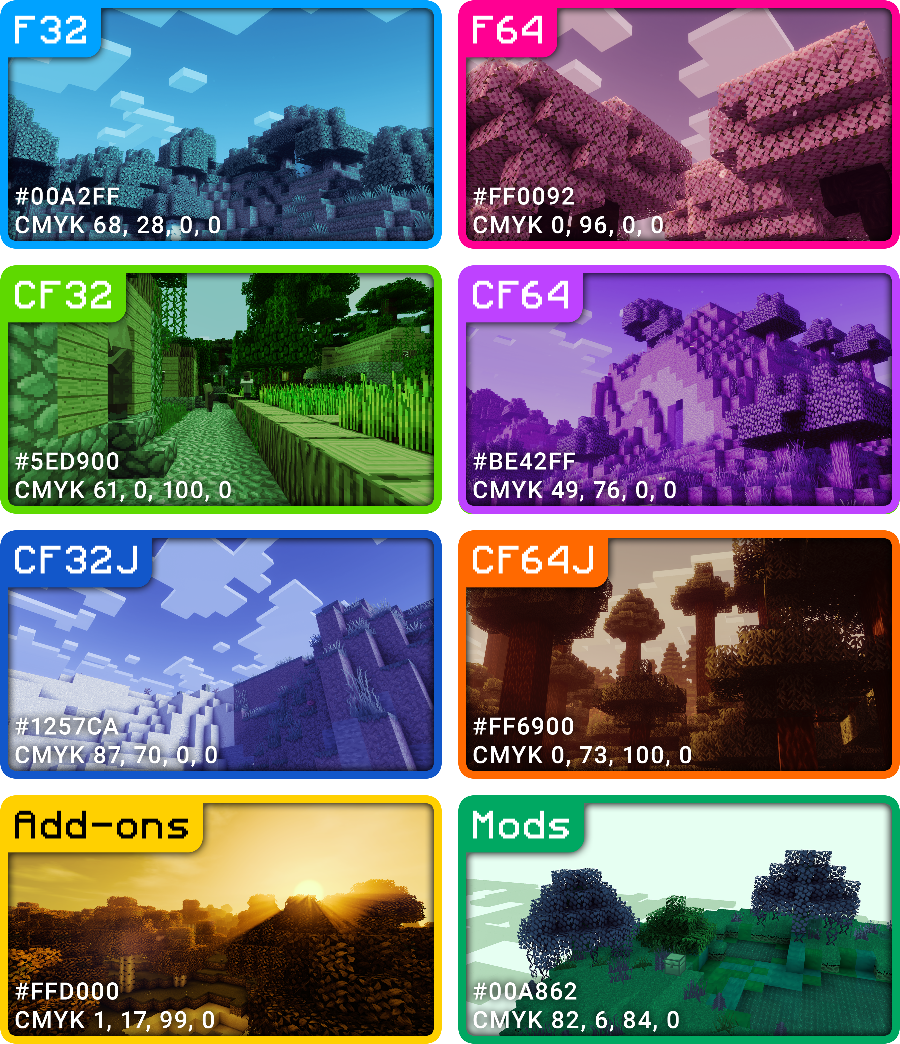 F32
#00A2FF
CMYK 68, 28, 0, 0
F64
#FF0092
CMYK 0, 96, 0, 0
CF32
#5ED900
CMYK 61, 0, 100, 0
CF64
#BE42FF
CMYK 49, 76, 0, 0
CF32J
#1257CA
CMYK 87, 70, 0, 0
CF64J
#FF6900
CMYK 0, 73, 100, 0
Add-ons
#FFD000
CMYK 1, 17, 99, 0
Mods
#00A862
CMYK 82, 6, 84, 0